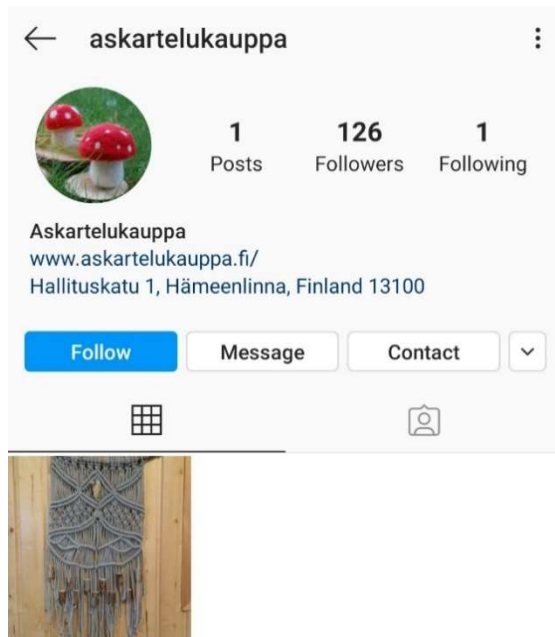 askartelukauppa
1 126 1
Posts Followers Following
Askartelukauppa
www.askartelukauppa.fi/
Hallituskatu 1, Hämeenlinna, Finland 13100
Follow Message Contact